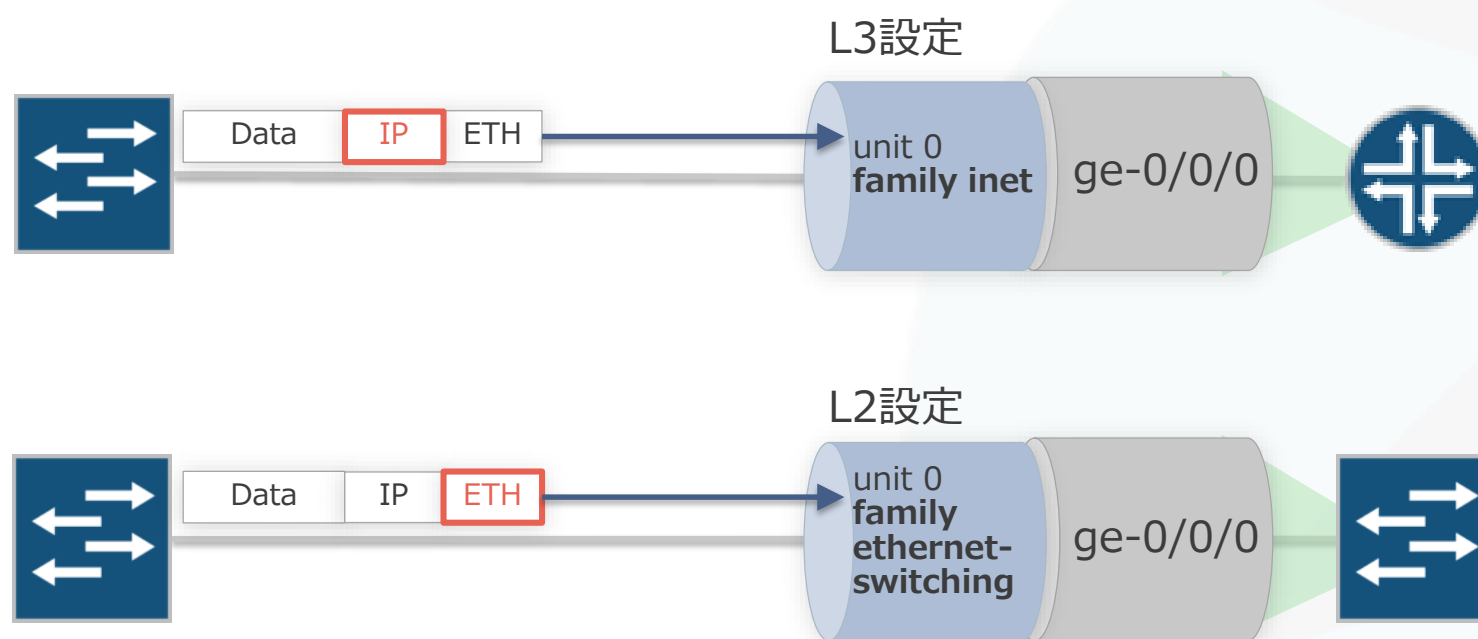 L3設定
Data IP ETH
unit 0
family inet
ge-0/0/0
L2設定
Data IP ETH
unit 0
family
ethernet-
switching
ge-0/0/0